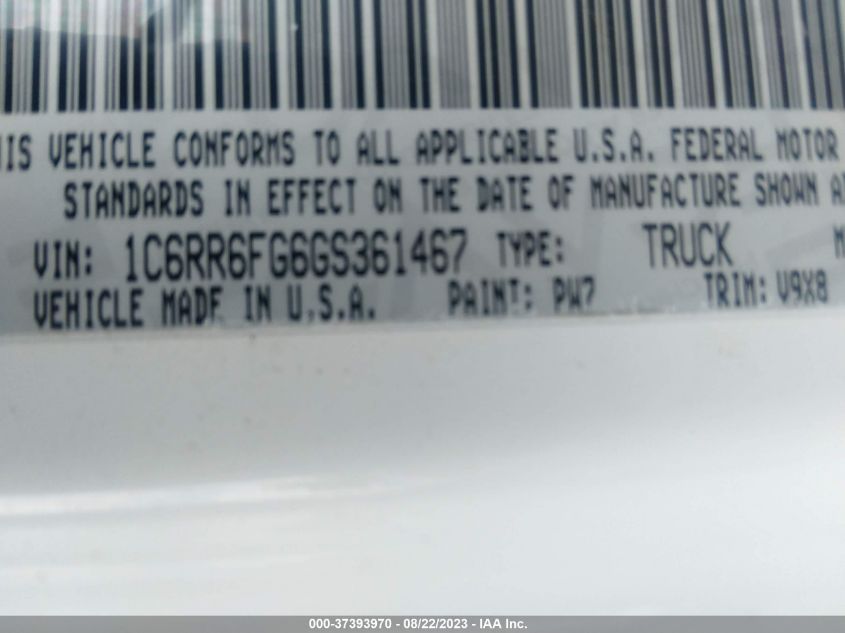 HIS VEHICLE CONFORMS TO ALL APPLICABLE U.S.A. FEDERAL MOTOR
STANDARDS IN EFFECT ON THE DATE OF MANUFACTURE SHOWN A
VIN: 1C6RR6FG6GS361467 TYPE: TRUCK M
VEHICLE MADE IN U.S.A. PAINT: PW7 TRIM: V9X8
000-37393970 - 08/22/2023 - IAA Inc.